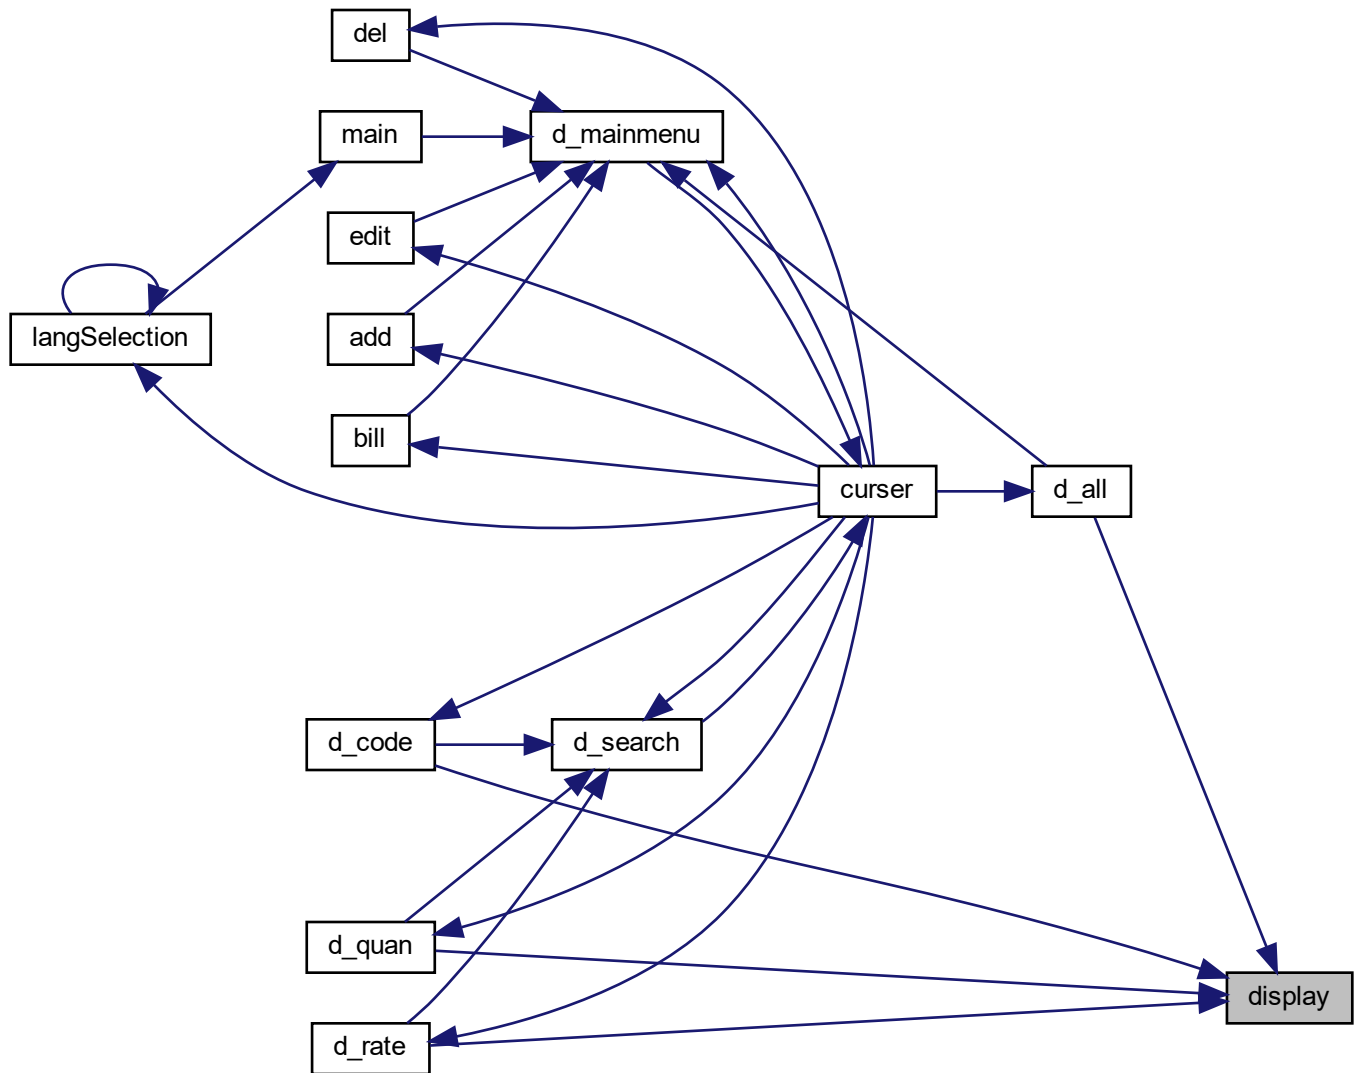 del
main
d_mainmenu
edit
langSelection
add
bill
curser
d_all
d_code
d_search
d_quan
display
d_rate